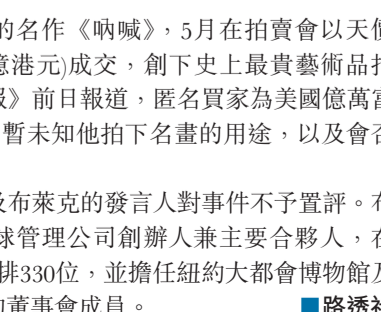 的名作《吶喊》，5月在拍賣會以天價
億港元)成交，創下史上最貴藝術品拍
報》前日報道，匿名買家為美國億萬富
暫未知他拍下名畫的用途，以及會否
及布萊克的發言人對事件不予置評。布
球管理公司創辦人兼主要合夥人，在
排330位，並擔任紐約大都會博物館及
的董事會成員。 ■路透社